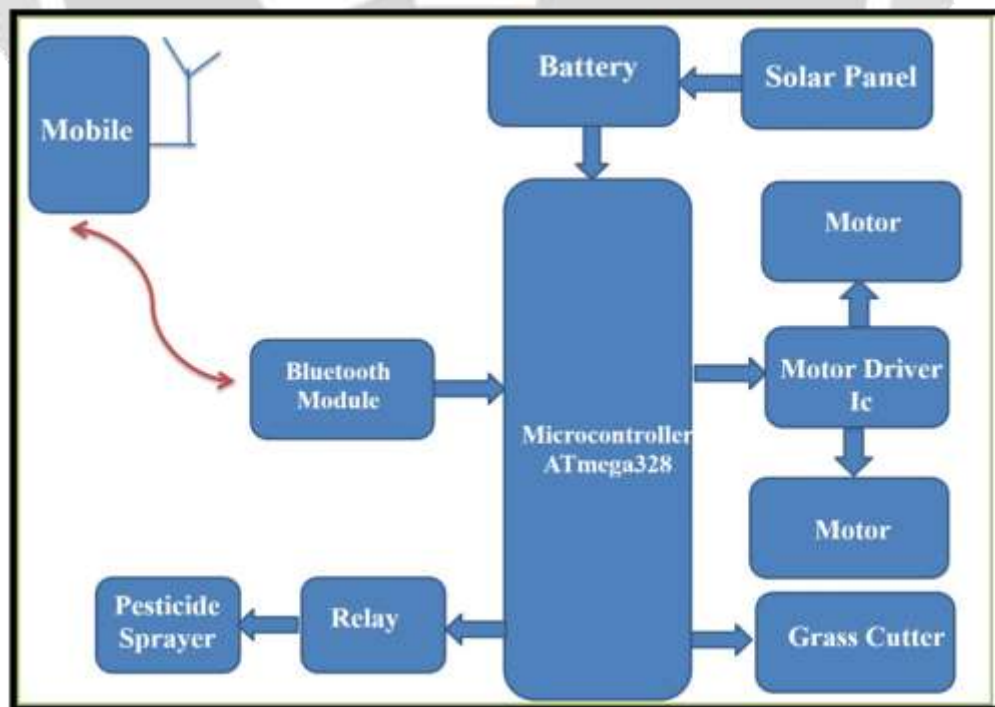 Mobile
Battery
Solar Panel
Motor
Bluetooth
Module
Microcontroller
ATmega328
Motor Driver
Ic
Motor
Pesticide
Sprayer
Relay
Grass Cutter